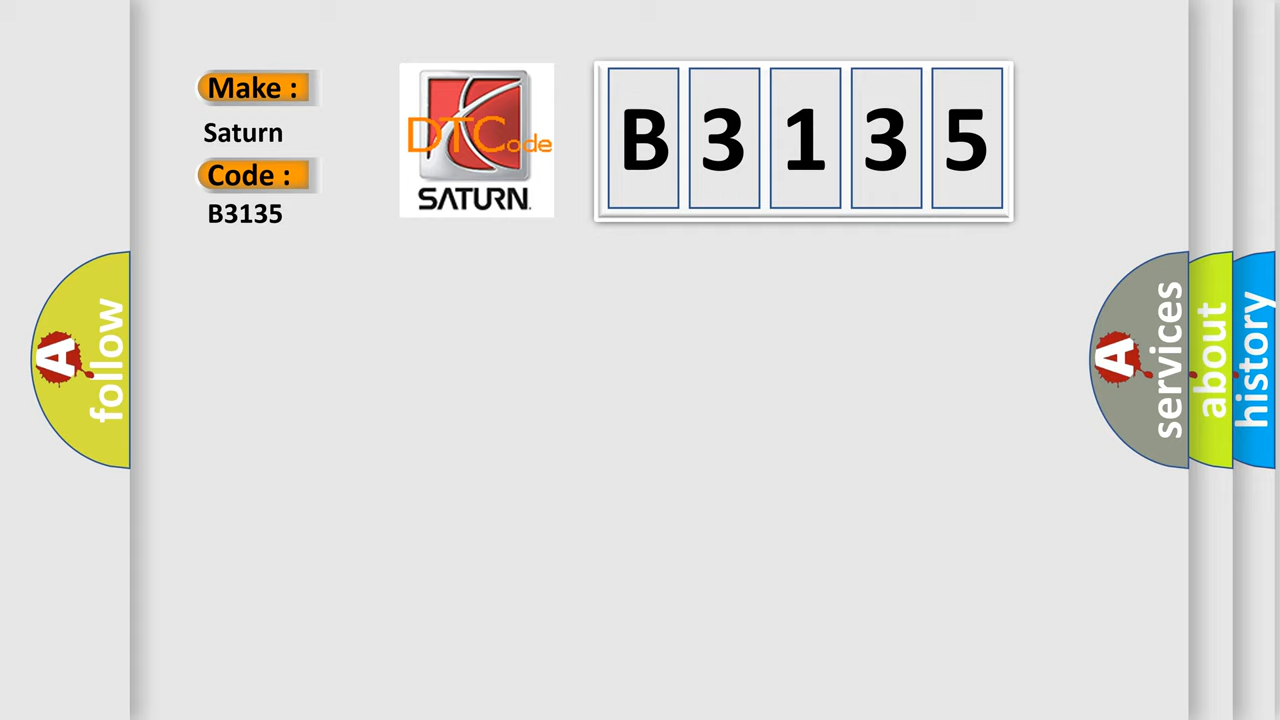 Make :
Saturn
Code :
B3135
DTCode
SATURN
B 3 1 3 5
A follow
A services
about
history